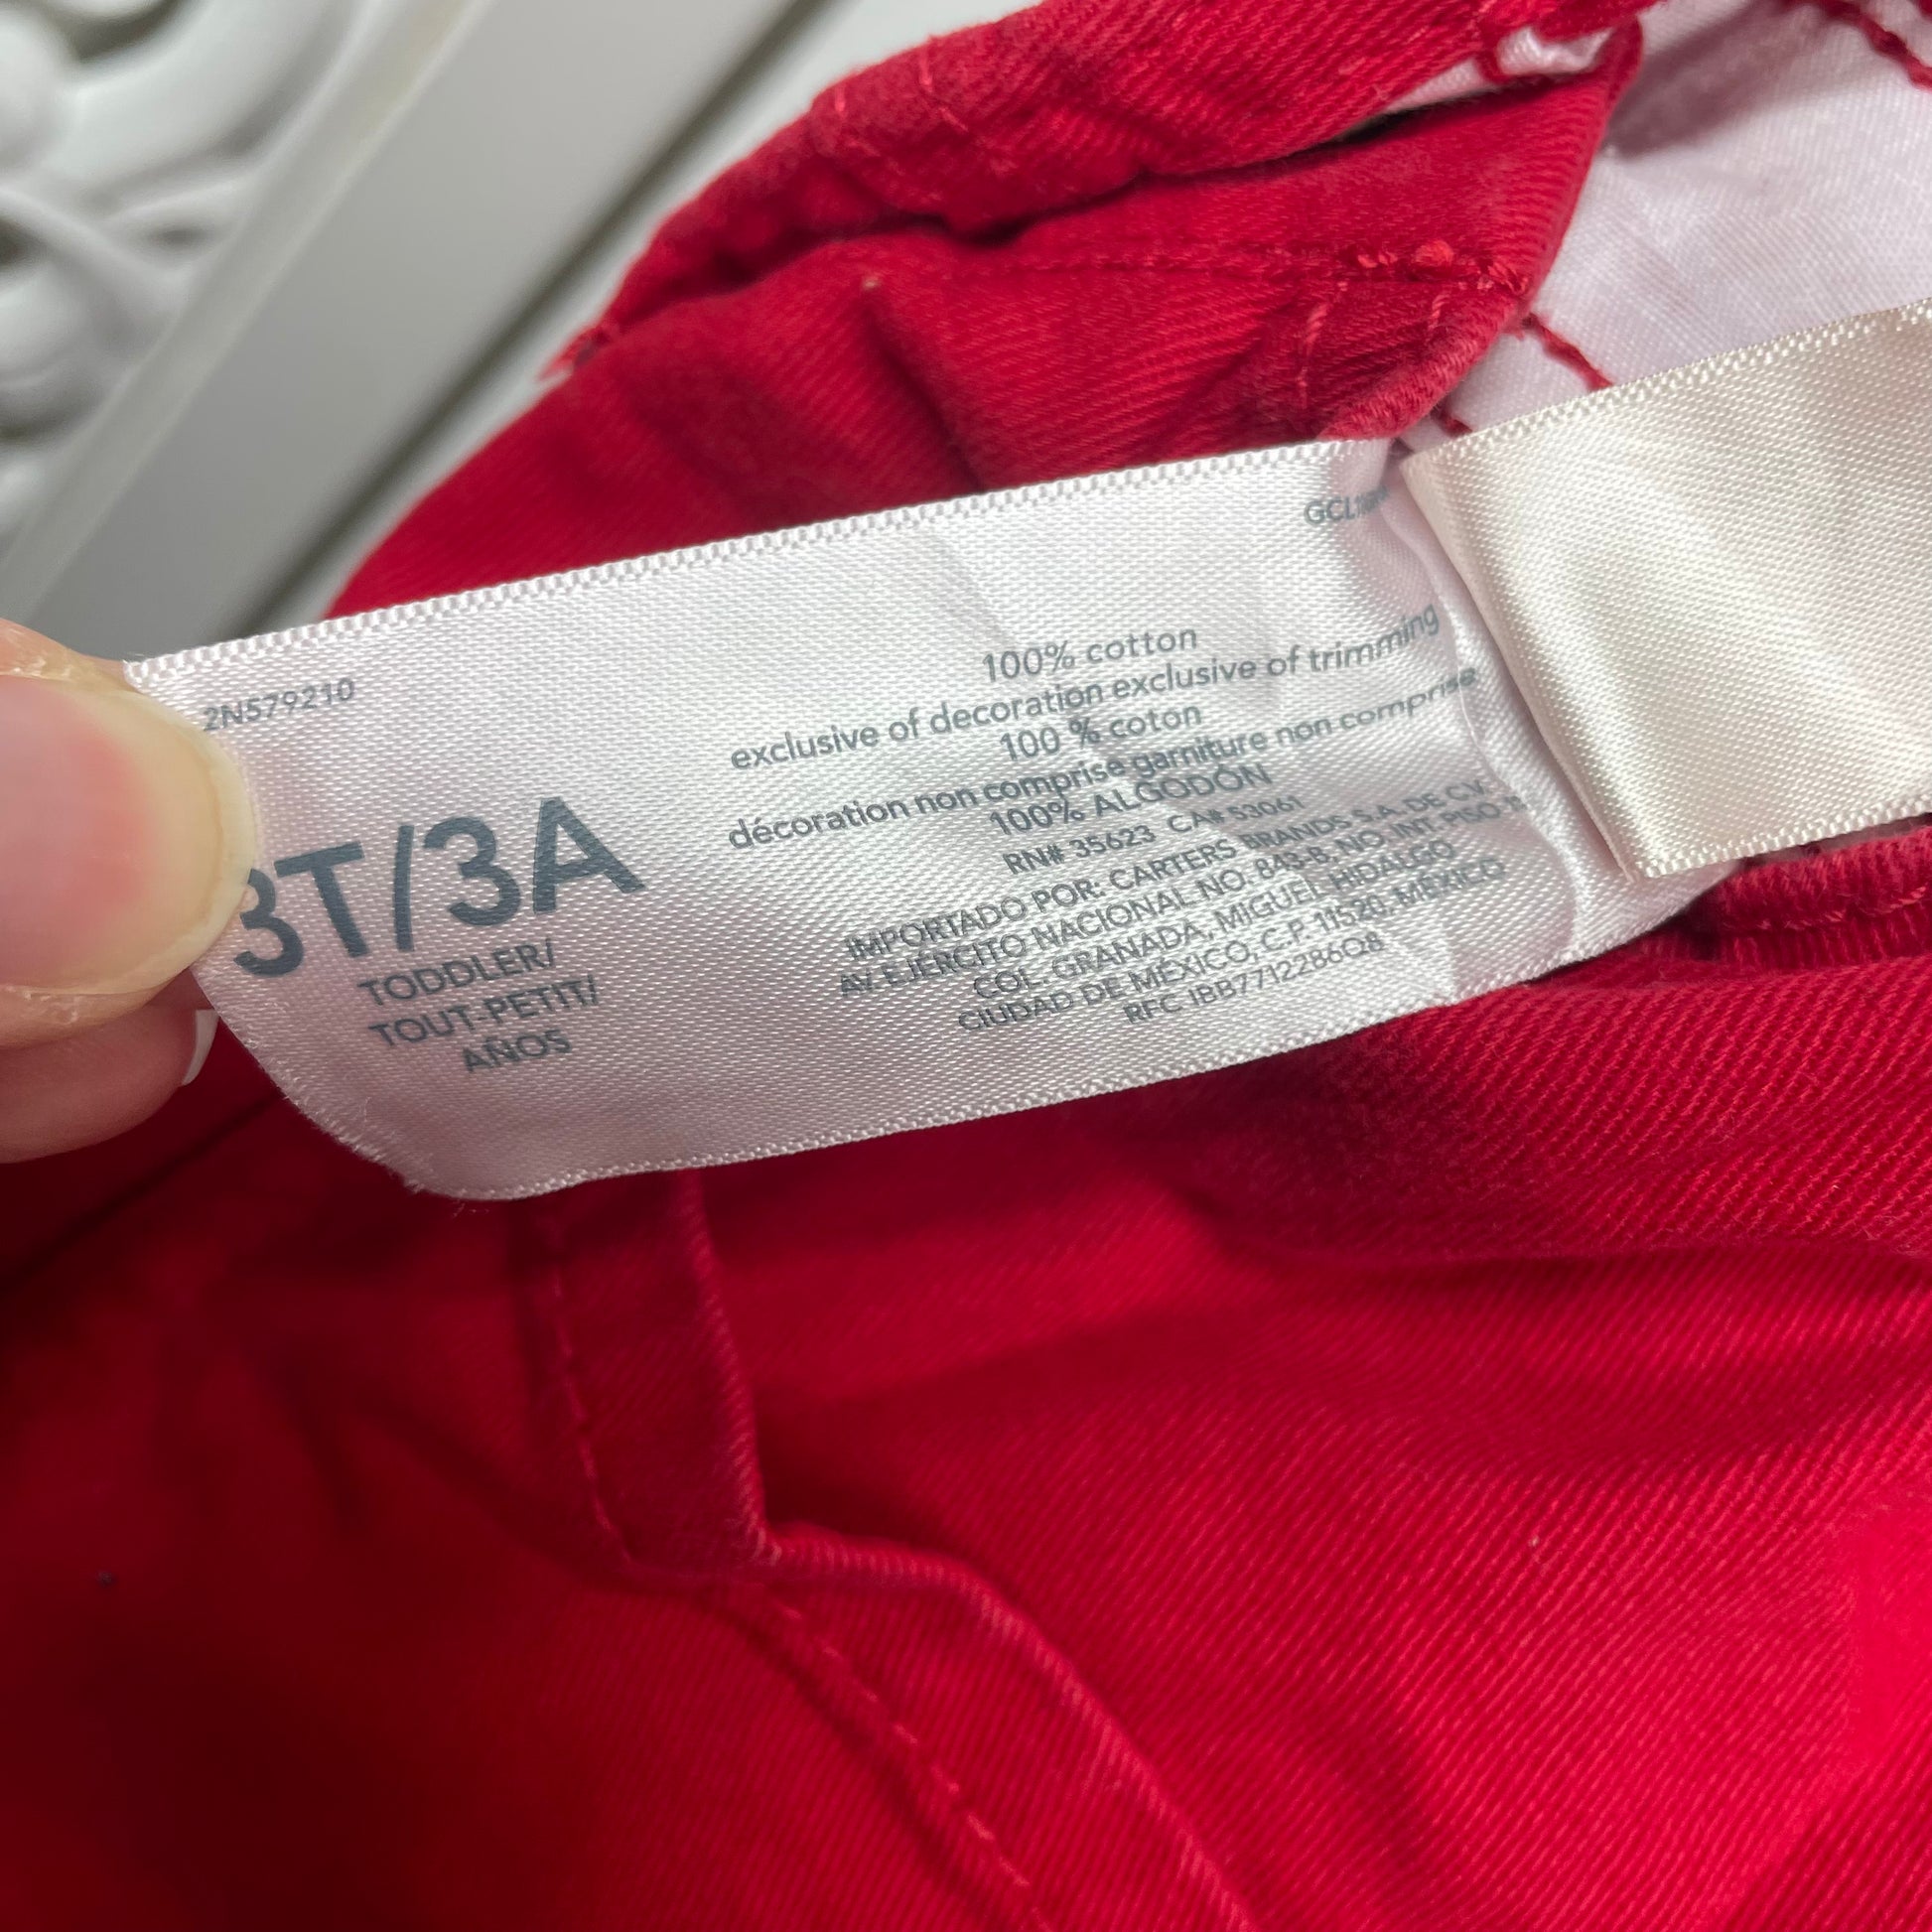 2N579210
3T/3A
TODDLER/
TOUT-PETIT/
AÑOS
100% cotton
exclusive of decoration exclusive of trimming
100 % coton
décoration non comprise garniture non comprise
100% ALGODÓN
RN# 35623 CA# 53061
IMPORTADO POR: CARTERS BRANDS S.A. DE CV.
AV. EJÉRCITO NACIONAL NO. 843-B, NO. INT. PISO
COL. GRANADA, MIGUEL HIDALGO,
CIUDAD DE MÉXICO, C.P. 11520, MÉXICO
RFC IBB7712286Q8